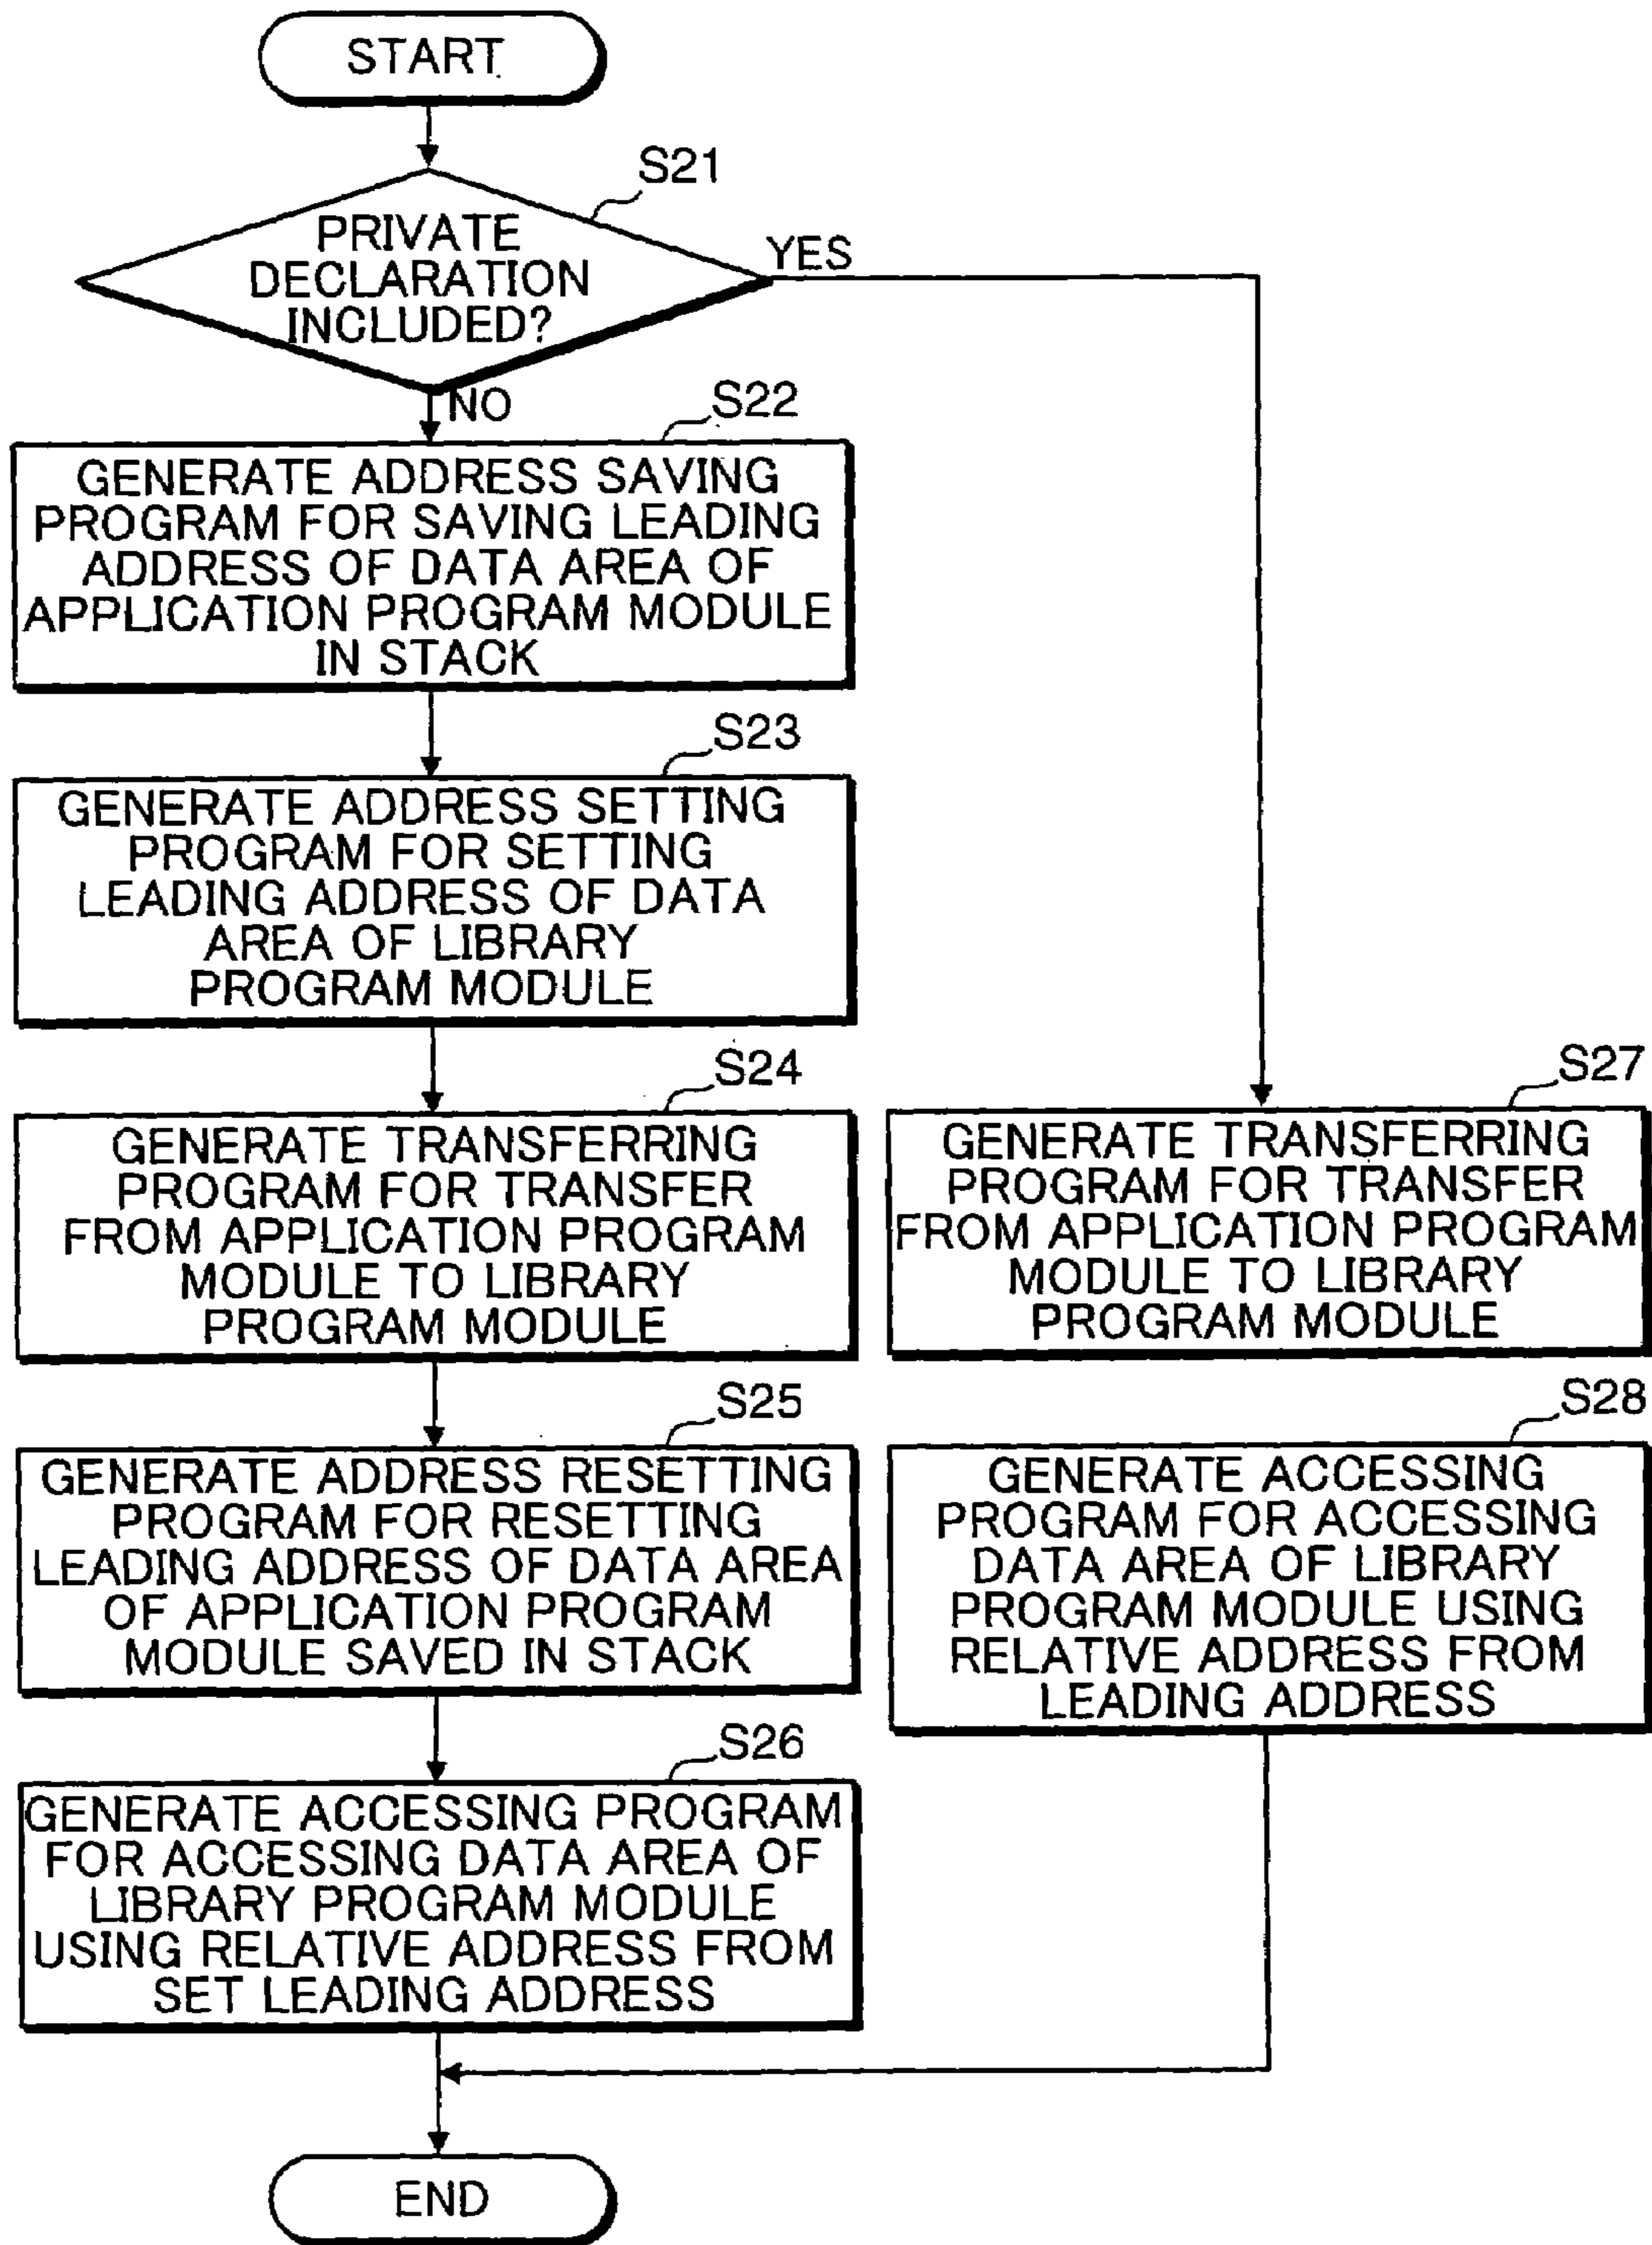 START
S21
PRIVATE
DECLARATION
INCLUDED?
YES
NO
S22
GENERATE ADDRESS SAVING
PROGRAM FOR SAVING LEADING
ADDRESS OF DATA AREA OF
APPLICATION PROGRAM MODULE
IN STACK
S23
GENERATE ADDRESS SETTING
PROGRAM FOR SETTING
LEADING ADDRESS OF DATA
AREA OF LIBRARY
PROGRAM MODULE
S24
GENERATE TRANSFERRING
PROGRAM FOR TRANSFER
FROM APPLICATION PROGRAM
MODULE TO LIBRARY
PROGRAM MODULE
S25
GENERATE ADDRESS RESETTING
PROGRAM FOR RESETTING
LEADING ADDRESS OF DATA AREA
OF APPLICATION PROGRAM
MODULE SAVED IN STACK
S26
GENERATE ACCESSING PROGRAM
FOR ACCESSING DATA AREA OF
LIBRARY PROGRAM MODULE
USING RELATIVE ADDRESS FROM
SET LEADING ADDRESS
S27
GENERATE TRANSFERRING
PROGRAM FOR TRANSFER
FROM APPLICATION PROGRAM
MODULE TO LIBRARY
PROGRAM MODULE
S28
GENERATE ACCESSING
PROGRAM FOR ACCESSING
DATA AREA OF LIBRARY
PROGRAM MODULE USING
RELATIVE ADDRESS FROM
LEADING ADDRESS
END